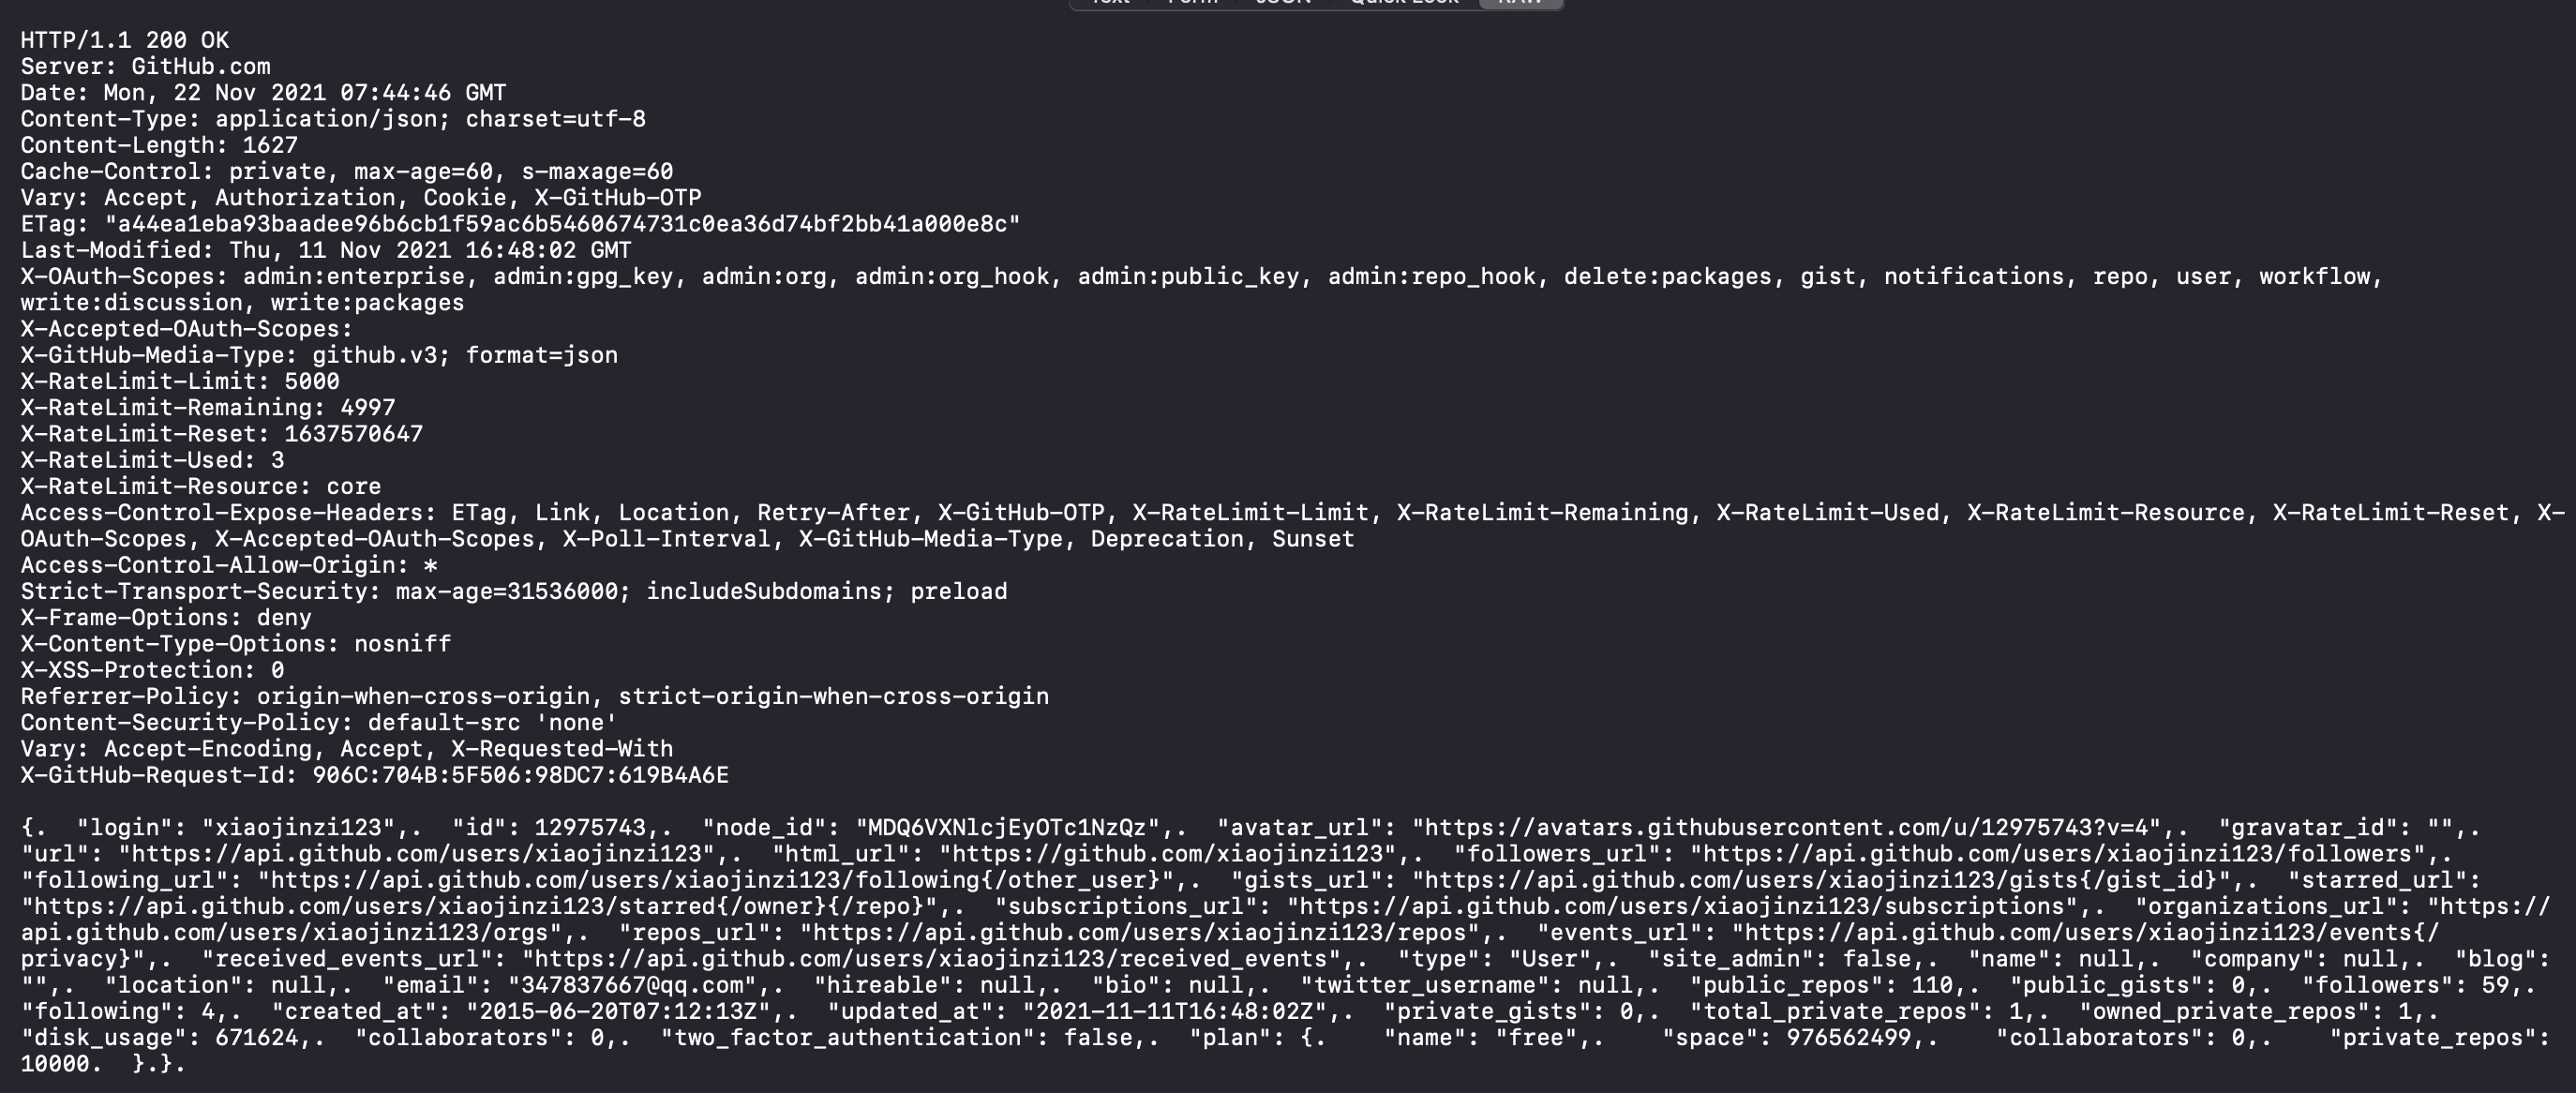 HTTP/1.1 200 OK
Server: GitHub.com
Date: Mon, 22 Nov 2021 07:44:46 GMT
Content-Type: application/json; charset=utf-8
Content-Length: 1627
Cache-Control: private, max-age=60, s-maxage=60
Vary: Accept, Authorization, Cookie, X-GitHub-OTP
ETag: "a44ea1eba93baadee96b6cb1f59ac6b5460674731c0ea36d74bf2bb41a000e8c"
Last-Modified: Thu, 11 Nov 2021 16:48:02 GMT
X-OAuth-Scopes: admin:enterprise, admin:gpg_key, admin:org, admin:org_hook, admin:public_key, admin:repo_hook, delete:packages, gist, notifications, repo, user, workflow,
write:discussion, write:packages
X-Accepted-OAuth-Scopes:
X-GitHub-Media-Type: github.v3; format=json
X-RateLimit-Limit: 5000
X-RateLimit-Remaining: 4997
X-RateLimit-Reset: 1637570647
X-RateLimit-Used: 3
X-RateLimit-Resource: core
Access-Control-Expose-Headers: ETag, Link, Location, Retry-After, X-GitHub-OTP, X-RateLimit-Limit, X-RateLimit-Remaining, X-RateLimit-Used, X-RateLimit-Resource, X-RateLimit-Reset, X-
OAuth-Scopes, X-Accepted-OAuth-Scopes, X-Poll-Interval, X-GitHub-Media-Type, Deprecation, Sunset
Access-Control-Allow-Origin: *
Strict-Transport-Security: max-age=31536000; includeSubdomains; preload
X-Frame-Options: deny
X-Content-Type-Options: nosniff
X-XSS-Protection: 0
Referrer-Policy: origin-when-cross-origin, strict-origin-when-cross-origin
Content-Security-Policy: default-src 'none'
Vary: Accept-Encoding, Accept, X-Requested-With
X-GitHub-Request-Id: 906C:704B:5F506:98DC7:619B4A6E
{.  "login": "xiaojinzi123",.  "id": 12975743,.  "node_id": "MDQ6VXNlcjEyOTc1NzQz",.  "avatar_url": "https://avatars.githubusercontent.com/u/12975743?v=4",.  "gravatar_id": "",.
"url": "https://api.github.com/users/xiaojinzi123",.  "html_url": "https://github.com/xiaojinzi123",.  "followers_url": "https://api.github.com/users/xiaojinzi123/followers",.
"following_url": "https://api.github.com/users/xiaojinzi123/following{/other_user}",.  "gists_url": "https://api.github.com/users/xiaojinzi123/gists{/gist_id}",.  "starred_url":
"https://api.github.com/users/xiaojinzi123/starred{/owner}{/repo}",.  "subscriptions_url": "https://api.github.com/users/xiaojinzi123/subscriptions",.  "organizations_url": "https://
api.github.com/users/xiaojinzi123/orgs",.  "repos_url": "https://api.github.com/users/xiaojinzi123/repos",.  "events_url": "https://api.github.com/users/xiaojinzi123/events{/
privacy}",.  "received_events_url": "https://api.github.com/users/xiaojinzi123/received_events",.  "type": "User",.  "site_admin": false,.  "name": null,.  "company": null,.  "blog":
"",.  "location": null,.  "email": "347837667@qq.com",.  "hireable": null,.  "bio": null,.  "twitter_username": null,.  "public_repos": 110,.  "public_gists": 0,.  "followers": 59,.
"following": 4,.  "created_at": "2015-06-20T07:12:13Z",.  "updated_at": "2021-11-11T16:48:02Z",.  "private_gists": 0,.  "total_private_repos": 1,.  "owned_private_repos": 1,.
"disk_usage": 671624,.  "collaborators": 0,.  "two_factor_authentication": false,.  "plan": {.    "name": "free",.    "space": 976562499,.    "collaborators": 0,.    "private_repos":
10000.  }.}.